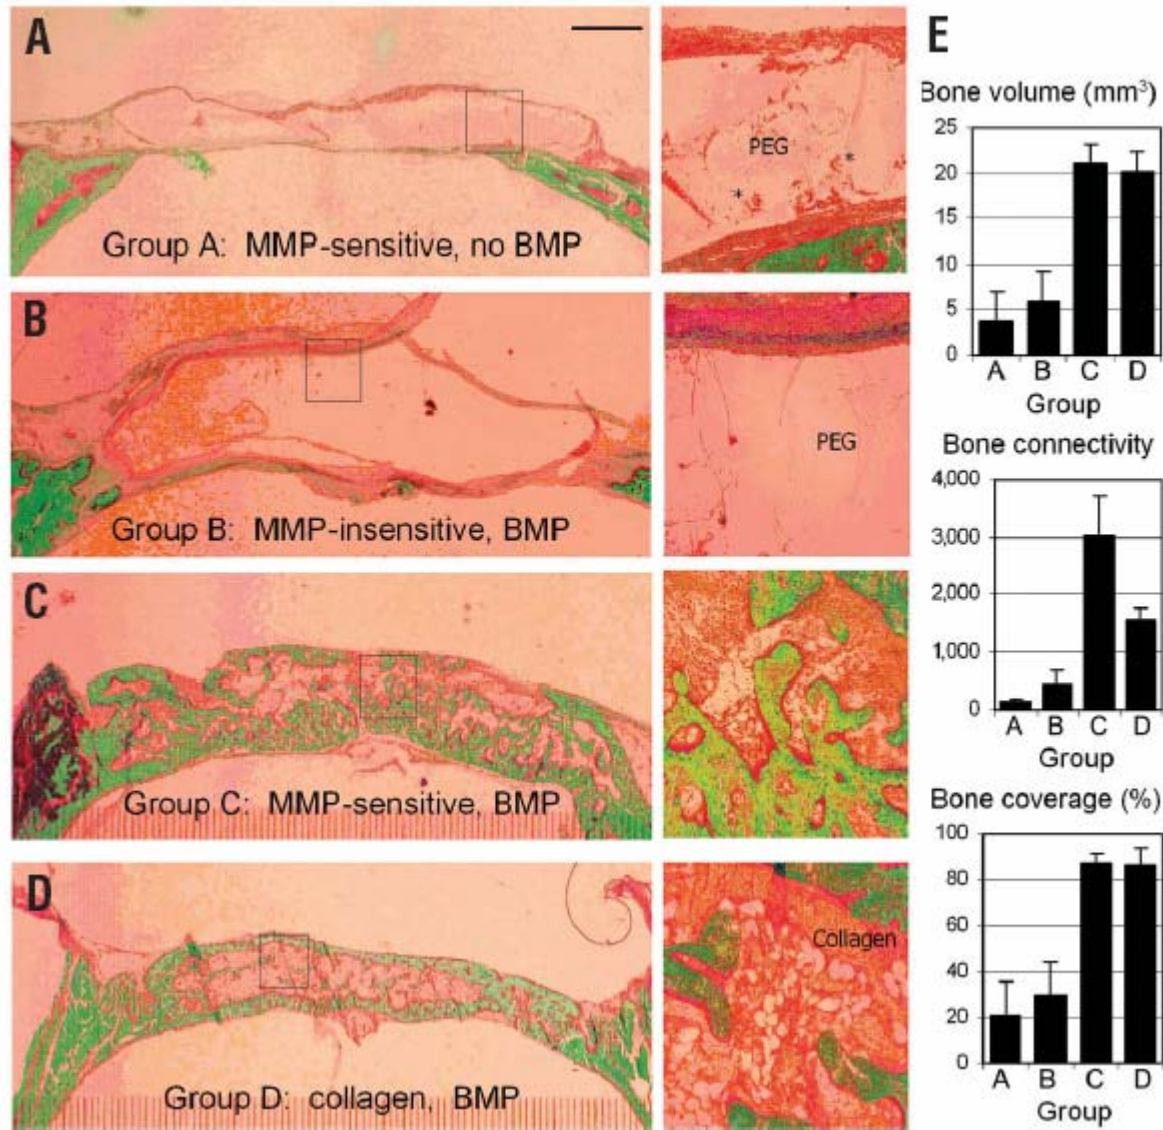 A
PEG
*
*
Group A: MMP-sensitive, no BMP
B
PEG
Group B: MMP-insensitive, BMP
C
Group C: MMP-sensitive, BMP
D
Collagen
Group D: collagen, BMP
E
Bone volume (mm³)
25
20
15
10
5
0
A B C D
Group
Bone connectivity
4,000
3,000
2,000
1,000
0
A B C D
Group
Bone coverage (%)
100
80
60
40
20
0
A B C D
Group